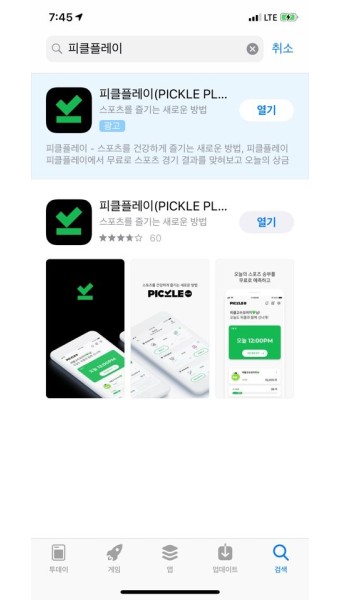 7:45
LTE
피클플레이
취소
피클플레이(PICKLE PL...
스포츠를 즐기는 새로운 방법
광고
열기
피클플레이 - 스포츠를 건강하게 즐기는 새로운 방법, 피클플레이
피클플레이에서 무료로 스포츠 경기 결과를 맞혀보고 오늘의 상금
피클플레이(PICKLE PL...
스포츠를 즐기는 새로운 방법
60
열기
스포츠를 건강하게 즐기는 새로운 방법
오늘의 스포츠 승부를
무료로 예측하고
오늘 12:00PM
오늘 12:00PM
투데이
게임
앱
업데이트
검색